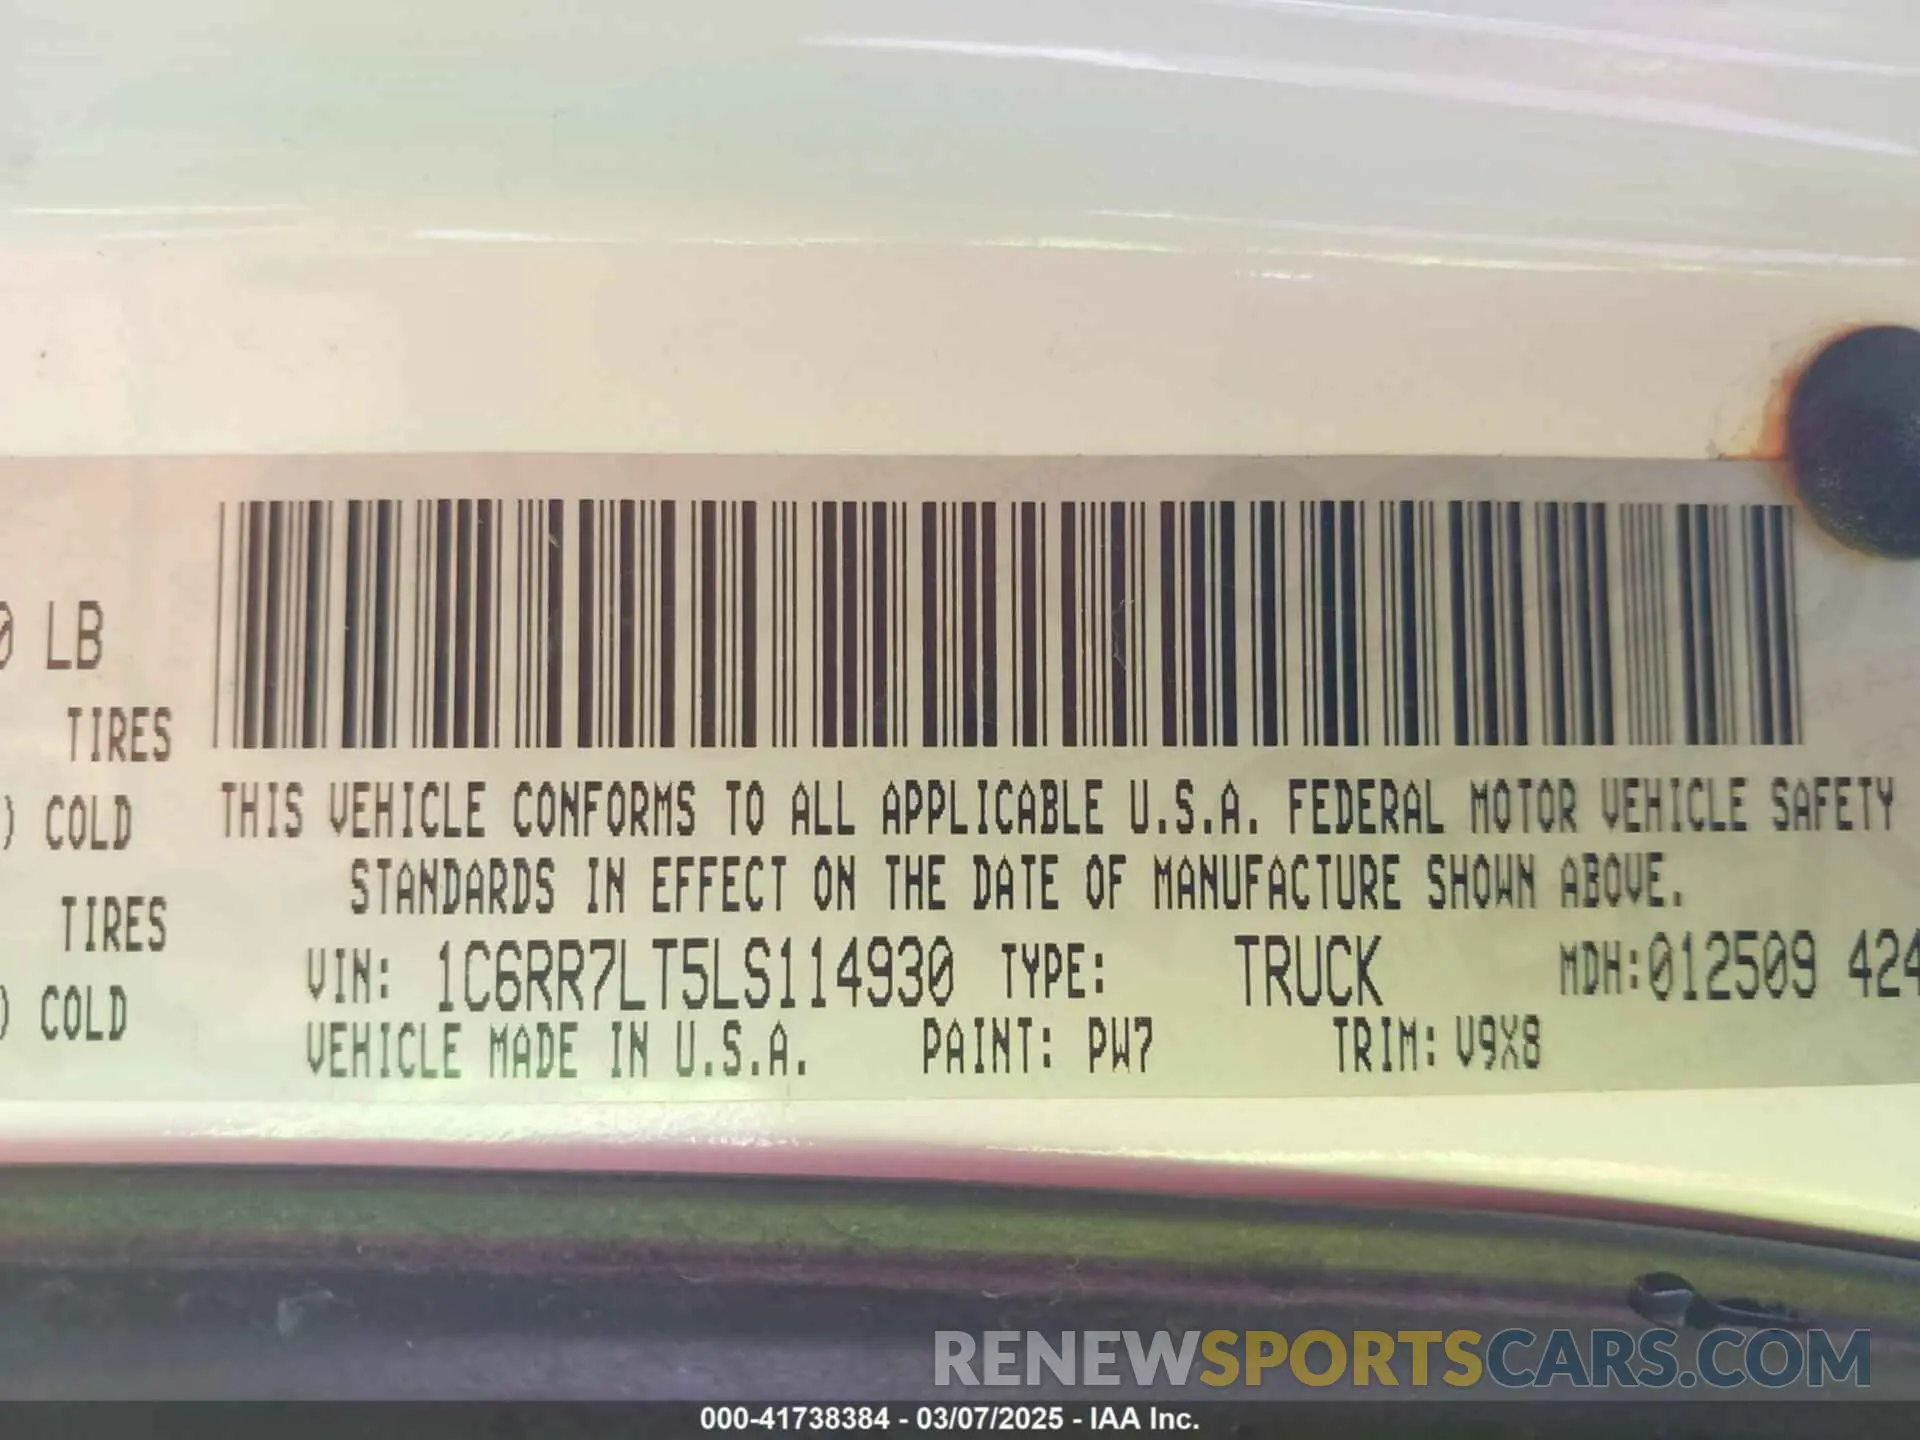 0 LB
TIRES
) COLD
TIRES
) COLD
THIS VEHICLE CONFORMS TO ALL APPLICABLE U.S.A. FEDERAL MOTOR VEHICLE SAFETY
STANDARDS IN EFFECT ON THE DATE OF MANUFACTURE SHOWN ABOVE.
VIN: 1C6RR7LT5LS114930 TYPE: TRUCK MDH:012509 424
VEHICLE MADE IN U.S.A. PAINT: PW7 TRIM: V9X8
RENEWSPORTSCARS.COM
000-41738384 - 03/07/2025 - IAA Inc.